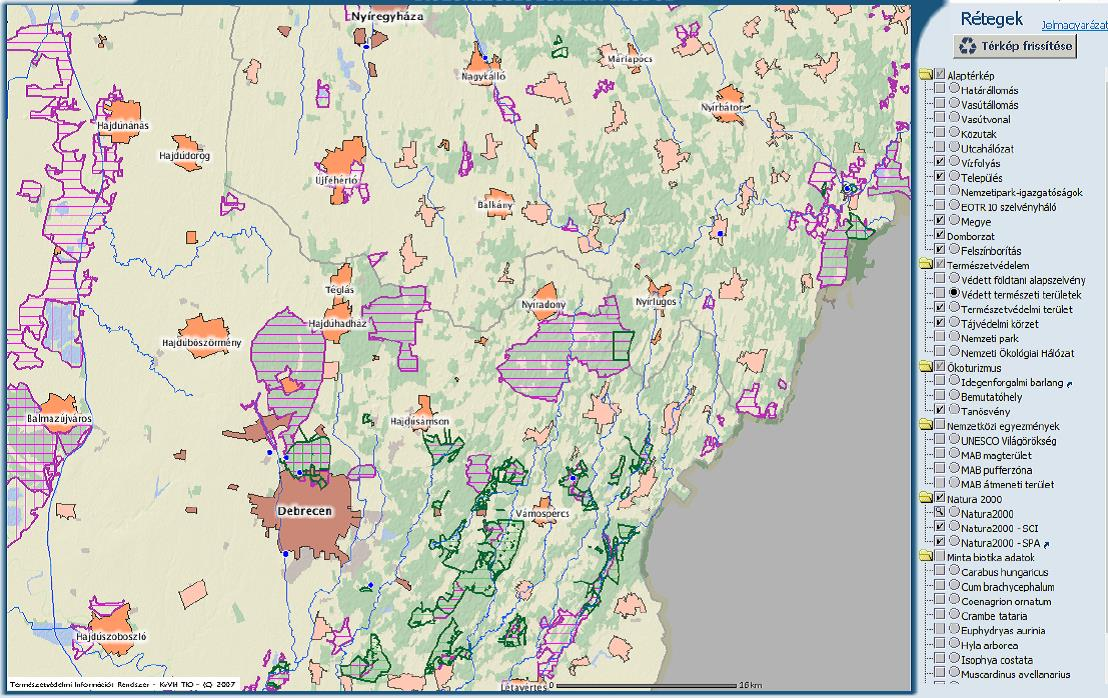 Nyíregyháza
Nagykálló
Máriapócs
Nyírbátor
Hajdúnánás
Hajdúdorog
Újfehértó
Balkány
Téglás
Nyíradony
Nyírlugos
Hajdúhadház
Hajdúböszörmény
Balmazújváros
Hajdúsámson
Debrecen
Vámospércs
Hajdúszoboszló
Létavértes
0
16 km
Természetvédelmi Információs Rendszer - KvVM TIO - (C) 2007
Rétegek
Jelmagyarázat
Térkép frissítése
Alaptérkép
Határállomás
Vasútállomás
Vasútvonal
Közutak
Utcahálózat
Vízfolyás
Település
Nemzetipark-igazgatóságok
EOTR 10 szelvényháló
Megye
Domborzat
Felszínborítás
Természetvédelem
Védett földtani alapszelvény
Védett természeti területek
Természetvédelmi terület
Tájvédelmi körzet
Nemzeti park
Nemzeti Ökológiai Hálózat
Ökoturizmus
Idegenforgalmi barlang
Bemutatóhely
Tanösvény
Nemzetközi egyezmények
UNESCO Világörökség
MAB magterület
MAB pufferzóna
MAB átmeneti terület
Natura 2000
Natura2000
Natura2000 - SCI
Natura2000 - SPA
Minta biotika adatok
Carabus hungaricus
Cum brachycephalum
Coenagrion ornatum
Crambe tataria
Euphydryas aurinia
Hyla arborea
Isophya costata
Muscardinus avellanarius